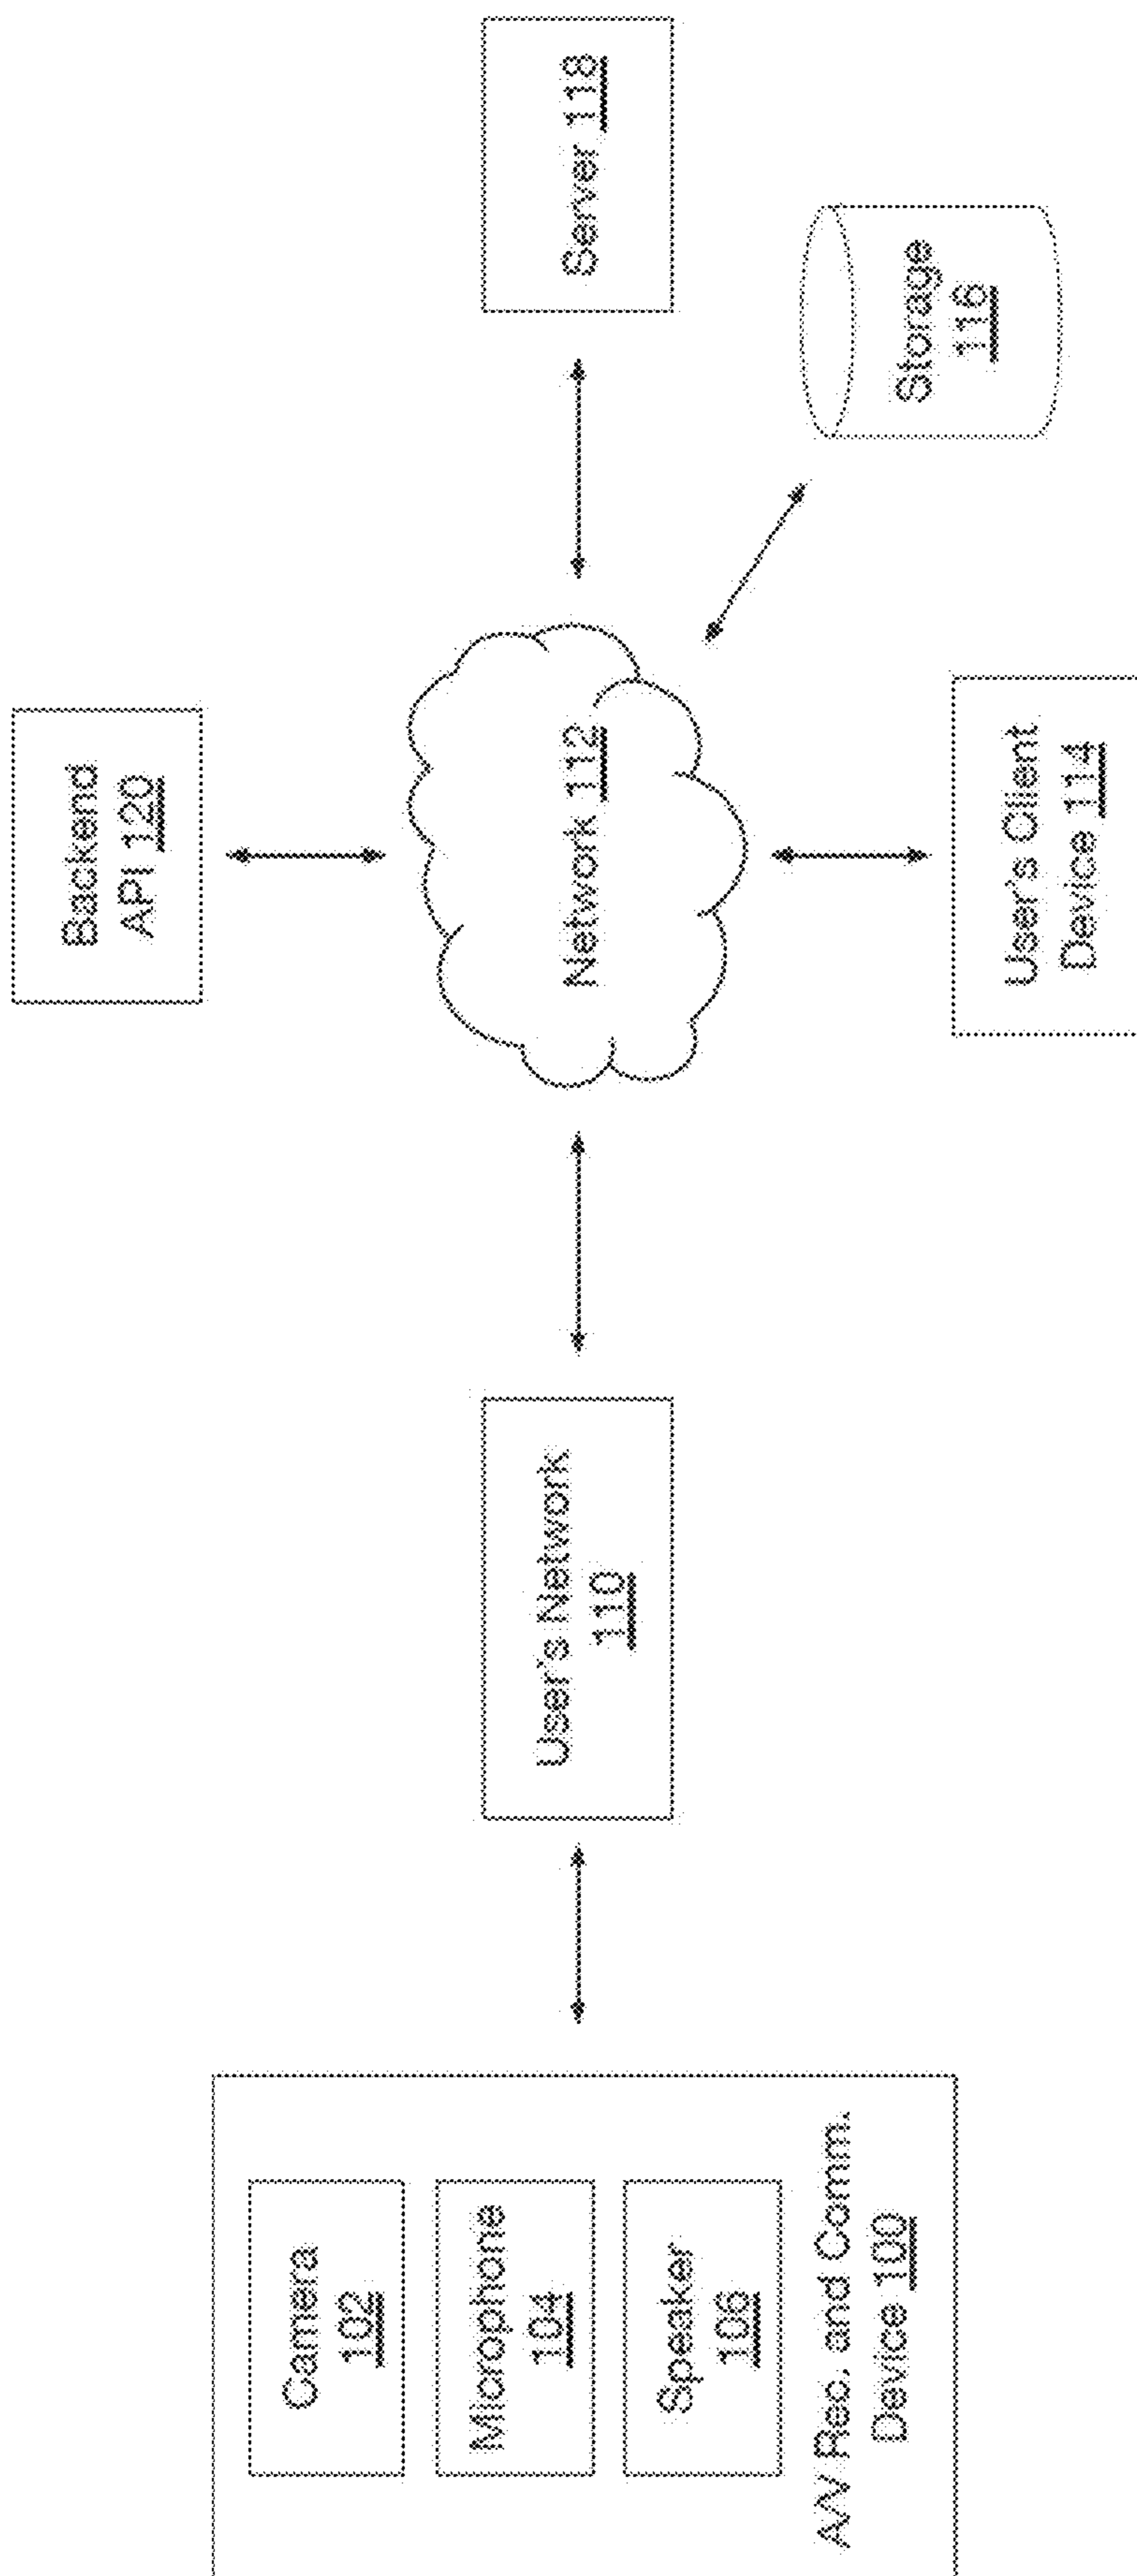 Camera
102
Microphone
104
Speaker
106
A/V Rec. and Comm.
Device 100
User's Network
110
Backend
API 120
Network 112
User's Client
Device 114
Server 118
Storage
116